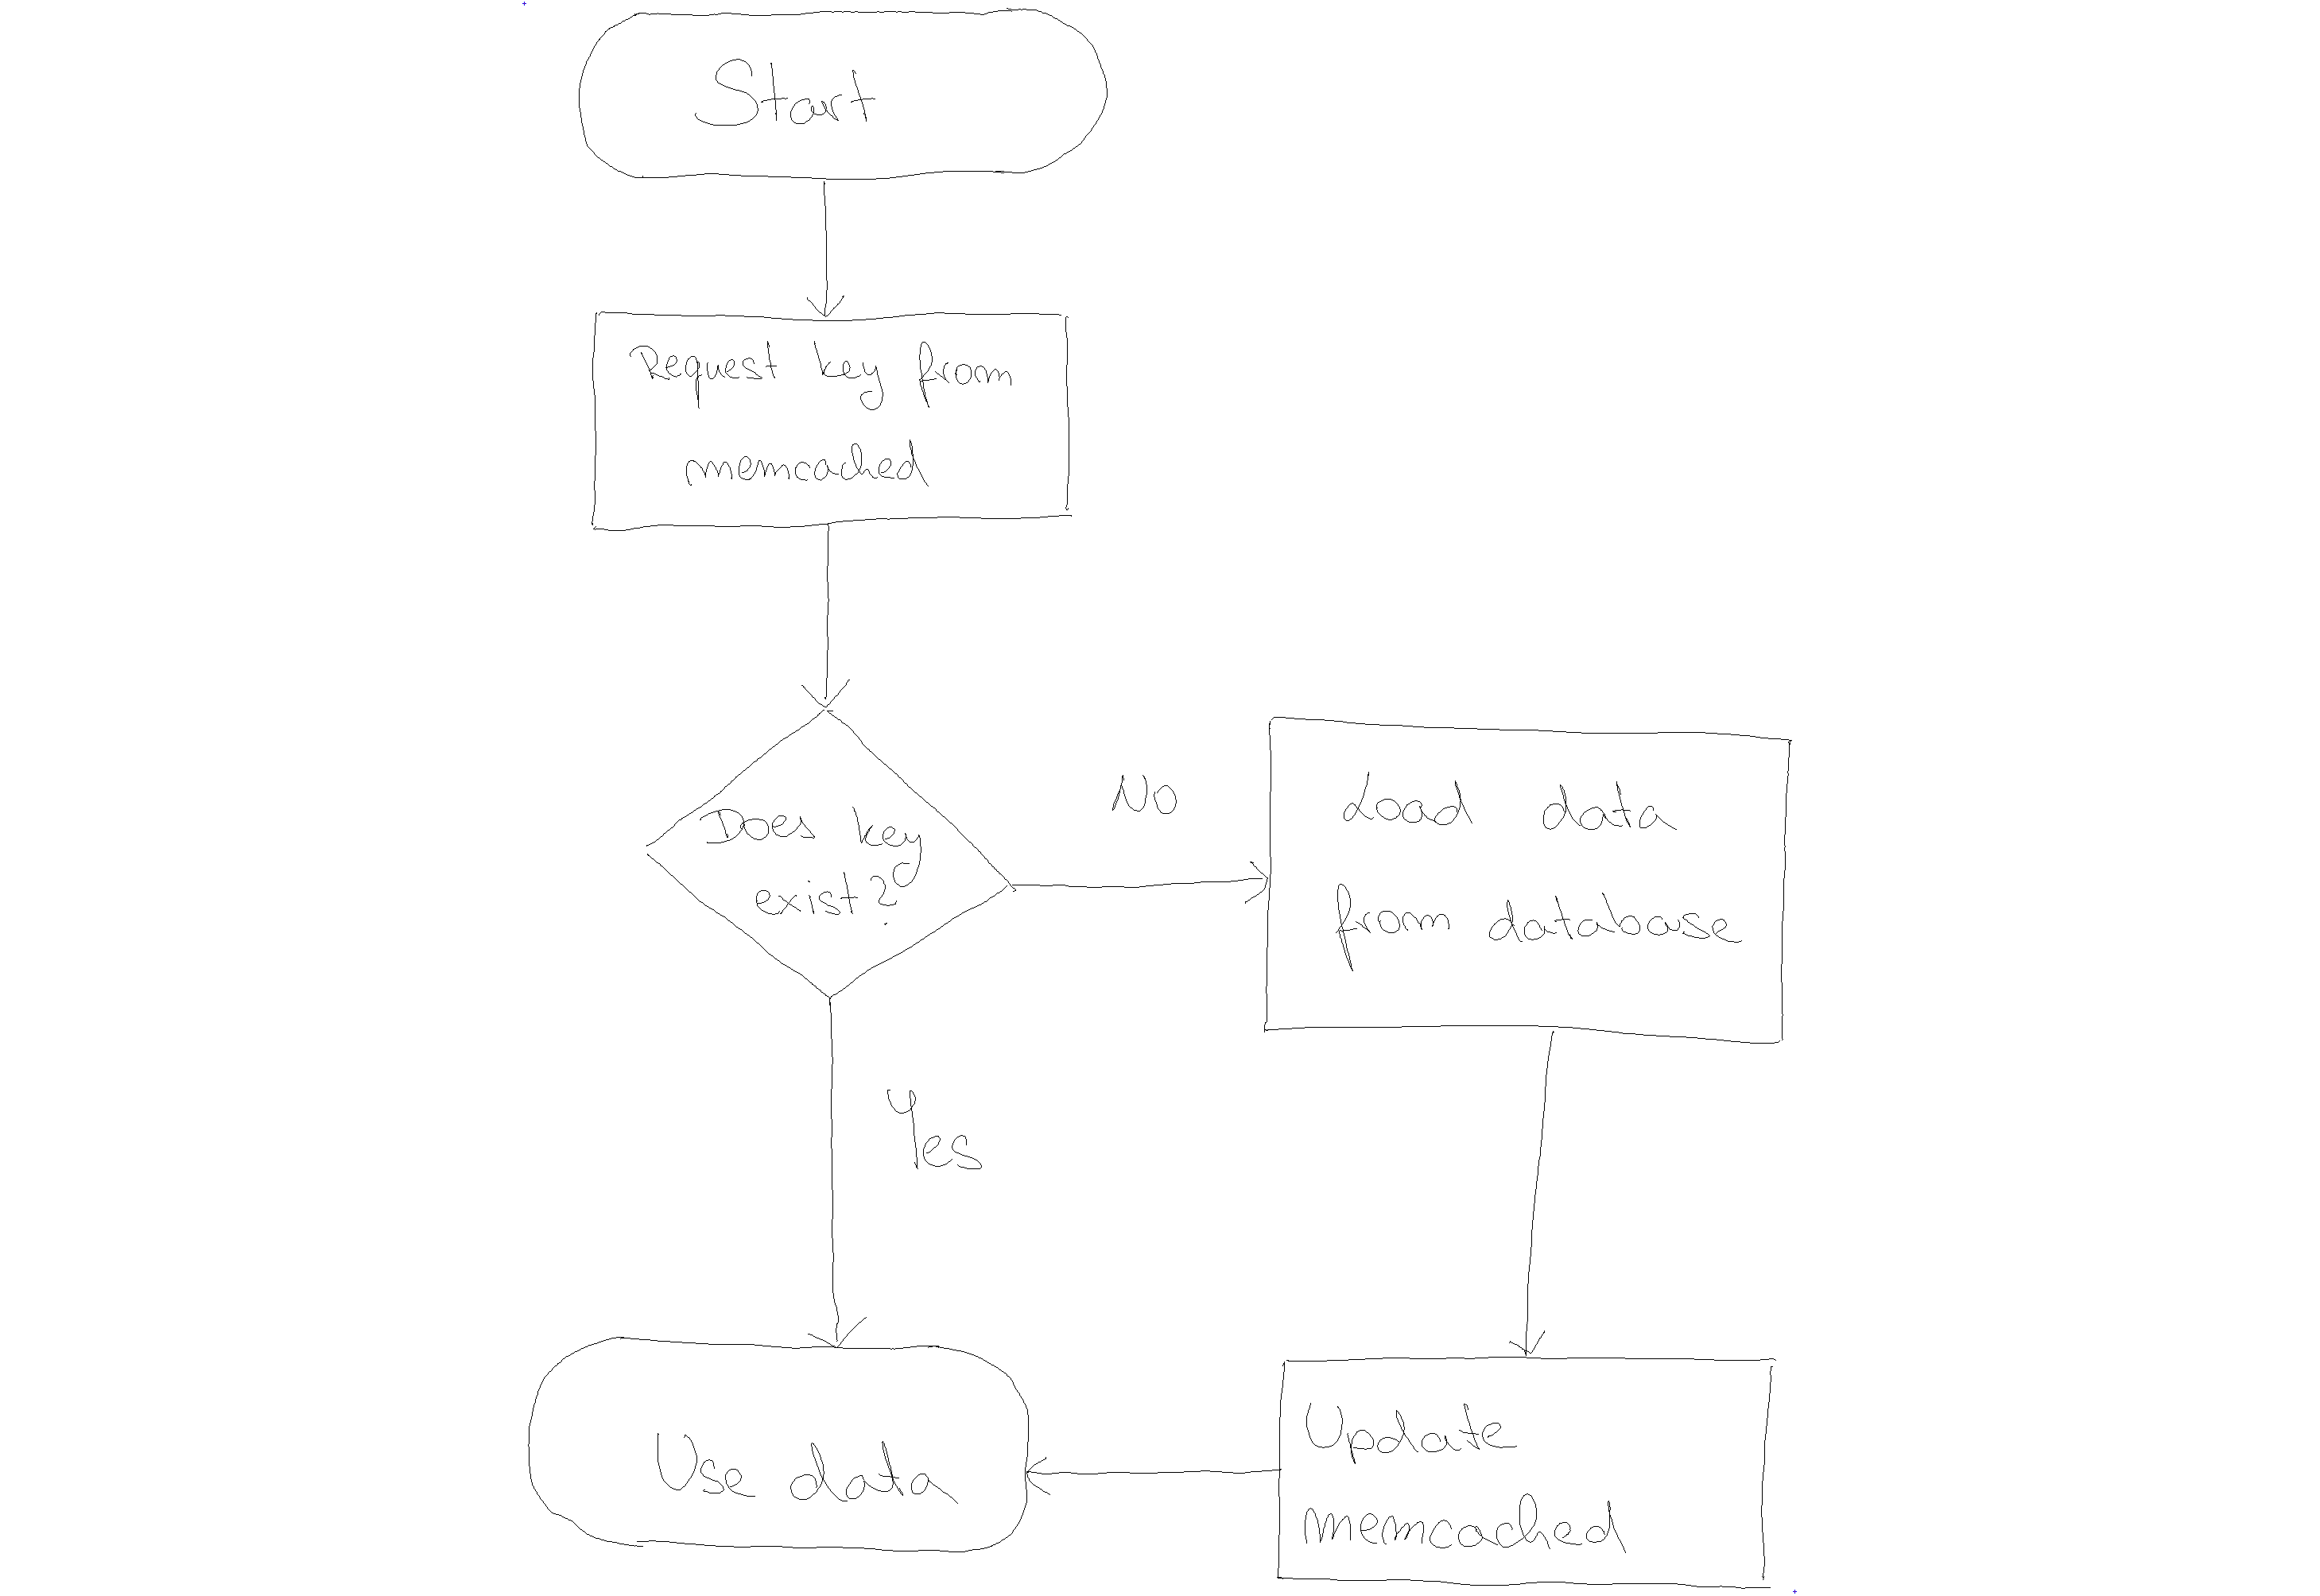 Start
Request key from
memcached
Does key
exist?
No
Load data
from database
Yes
Use data
Update
memcached